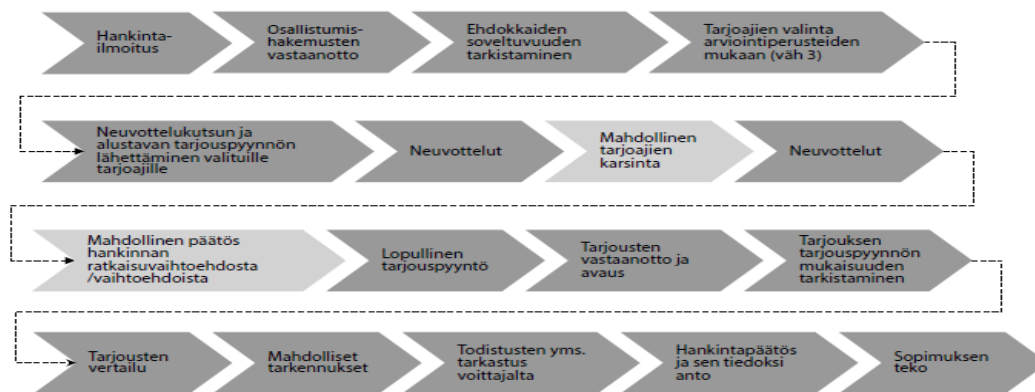 Hankinta-
ilmoitus
Osallistumis-
hakemusten
vastaanotto
Ehdokkaiden
soveltuvuuden
tarkistaminen
Tarjoajien valinta
arviointiperusteiden
mukaan (väh 3)
Neuvottelukutsun ja
alustavan tarjouspyynnön
lähettäminen valituille
tarjoajille
Neuvottelut
Mahdollinen
tarjoajien
karsinta
Neuvottelut
Mahdollinen päätös
hankinnan
ratkaisuvaihtoehdosta
/vaihtoehdoista
Lopullinen
tarjouspyyntö
Tarjousten
vastaanotto ja
avaus
Tarjouksen
tarjouspyynnön
mukaisuuden
tarkistaminen
Tarjousten
vertailu
Mahdolliset
tarkennukset
Todistusten yms.
tarkastus
voittajalta
Hankintapäätös
ja sen tiedoksi
anto
Sopimuksen
teko